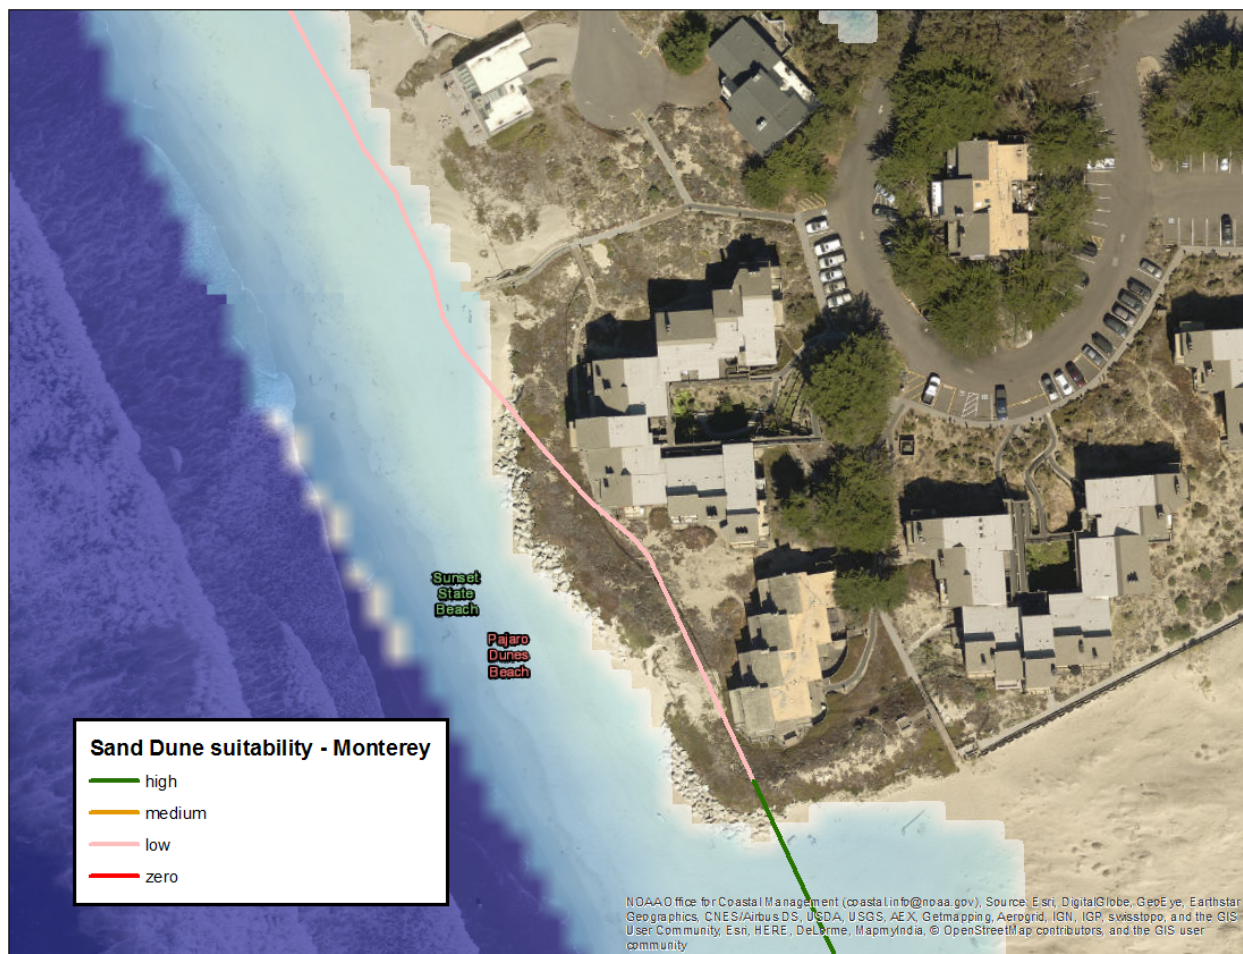 Sunset
State
Beach
Pajaro
Dunes
Beach
Sand Dune suitability - Monterey
high
medium
low
zero
NOAA Office for Coastal Management (coastal.info@noaa.gov), Source: Esri, DigitalGlobe, GeoEye, Earthstar
Geographics, CNES/Airbus DS, USDA, USGS, AEX, Getmapping, Aerogrid, IGN, IGP, swisstopo, and the GIS
User Community, Esri, HERE, DeLorme, MapmyIndia, © OpenStreetMap contributors, and the GIS user
community